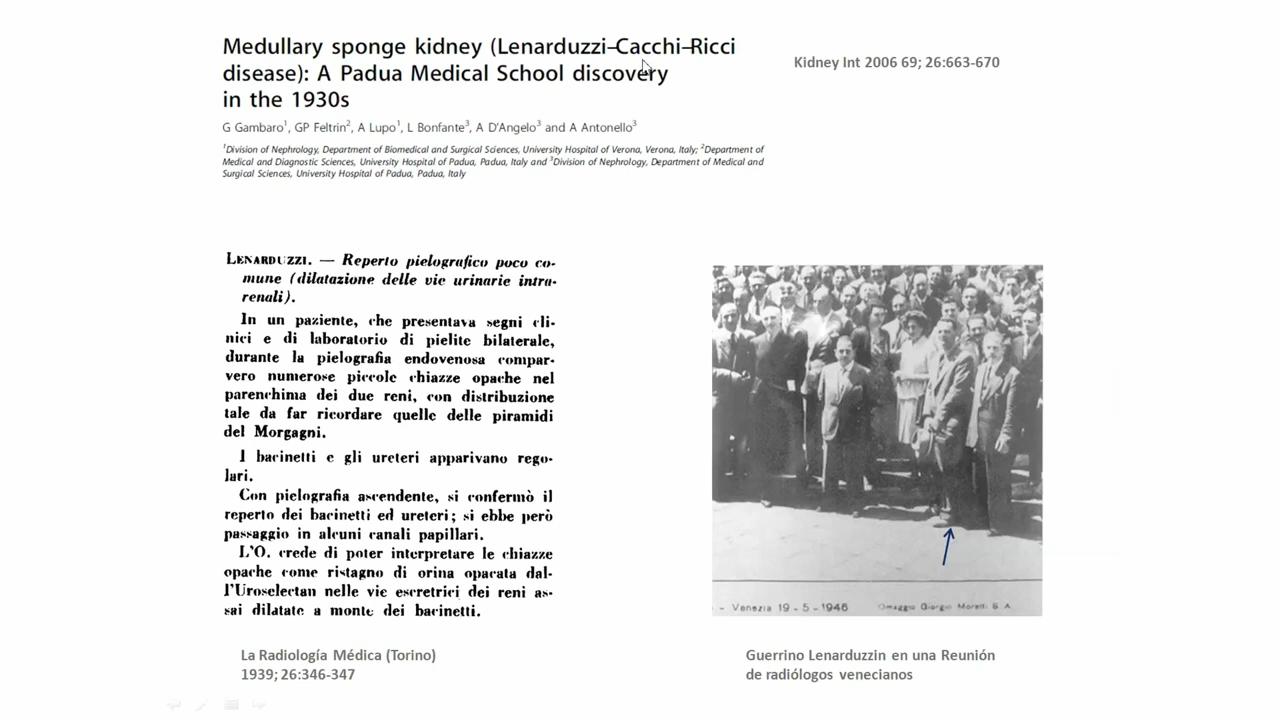 Medullary sponge kidney (Lenarduzzi–Cacchi–Ricci
disease): A Padua Medical School discovery
in the 1930s
Kidney Int 2006 69; 26:663-670
G Gambaro¹, GP Feltrin², A Lupo¹, L Bonfante³, A D'Angelo³ and A Antonello³
¹Division of Nephrology, Department of Biomedical and Surgical Sciences, University Hospital of Verona, Verona, Italy; ²Department of
Medical and Diagnostic Sciences, University Hospital of Padua, Padua, Italy and ³Division of Nephrology, Department of Medical and
Surgical Sciences, University Hospital of Padua, Padua, Italy
LENARDUZZI. — Reperto pielografico poco co-
mune (dilatazione delle vie urinarie intra-
renali).
In un paziente, che presentava segni cli-
nici e di laboratorio di pielite bilaterale,
durante la pielografia endovenosa compar-
vero numerose piccole chiazze opache nel
parenchima dei due reni, con distribuzione
tale da far ricordare quelle delle piramidi
del Morgagni.
I bacinetti e gli ureteri apparivano rego-
lari.
Con pielografia ascendente, si confermò il
reperto dei bacinetti ed ureteri; si ebbe però
passaggio in alcuni canali papillari.
L'O. crede di poter interpretare le chiazze
opache come ristagno di orina opacata dal-
l'Uroselectan nelle vie escretrici dei reni as-
sai dilatate a monte dei bacinetti.
- Venezia 19-5-1946 Omaggio Giorgio Moretti S. A.
La Radiología Médica (Torino)
1939; 26:346-347
Guerrino Lenarduzzin en una Reunión
de radiólogos venecianos